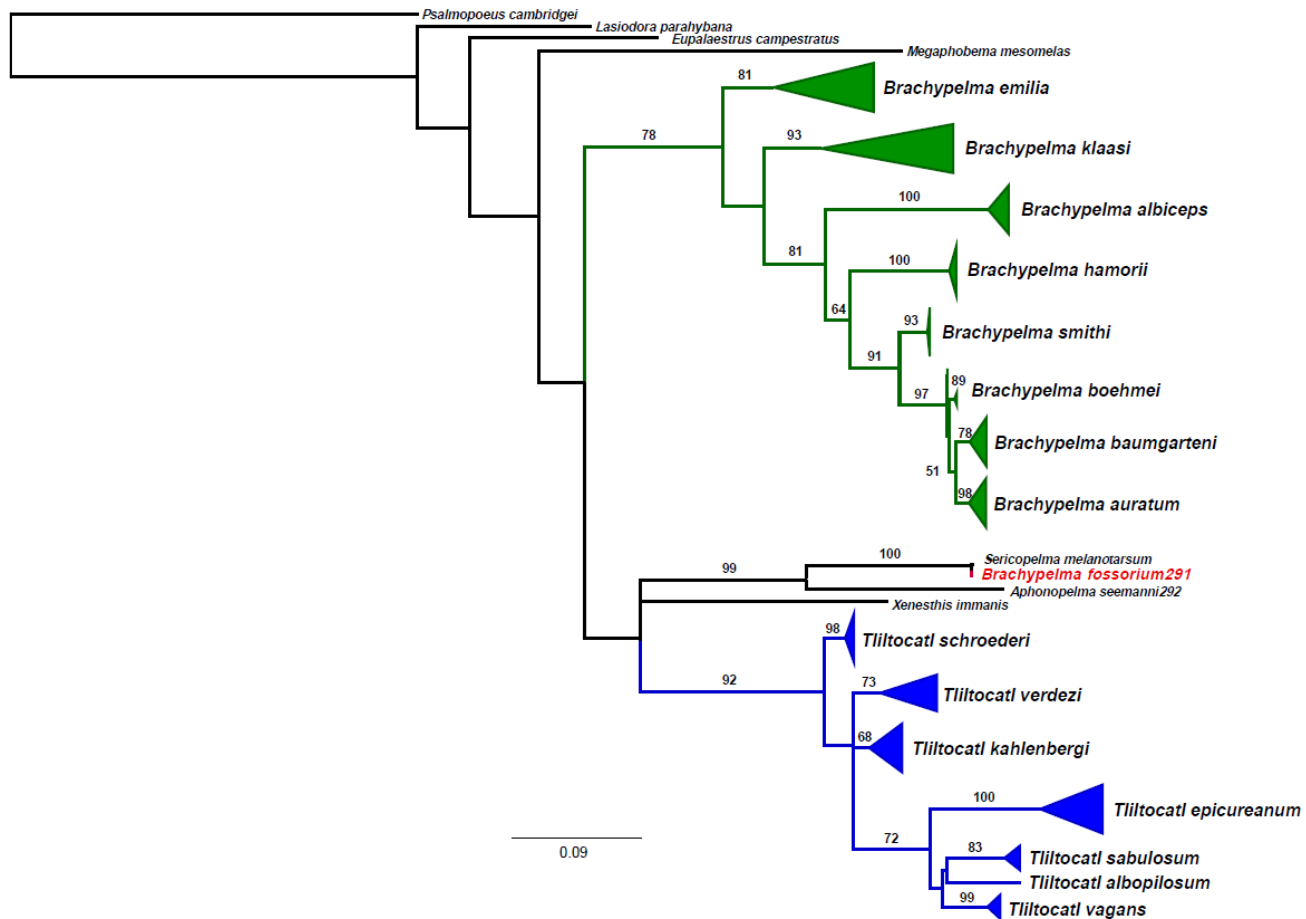 Psalmopoeus cambridgei
Lasiodora parahybana
Eupalaestrus campestratus
Megaphobema mesomelas
81
Brachypelma emilia
78
93
Brachypelma klaasi
100
Brachypelma albiceps
81
100
Brachypelma hamorii
64
93
Brachypelma smithi
91
89
Brachypelma boehmei
97
78
Brachypelma baumgarteni
51
98
Brachypelma auratum
100
Sericopelma melanotarsum
99
Brachypelma fossorium291
Aphonopelma seemanni292
Xenesthis immanis
98
Tliltocatl schroederi
92
73
Tliltocatl verdezi
68
Tliltocatl kahlenbergi
100
Tliltocatl epicureanum
72
0.09
83
Tliltocatl sabulosum
Tliltocatl albopilosum
99
Tliltocatl vagans